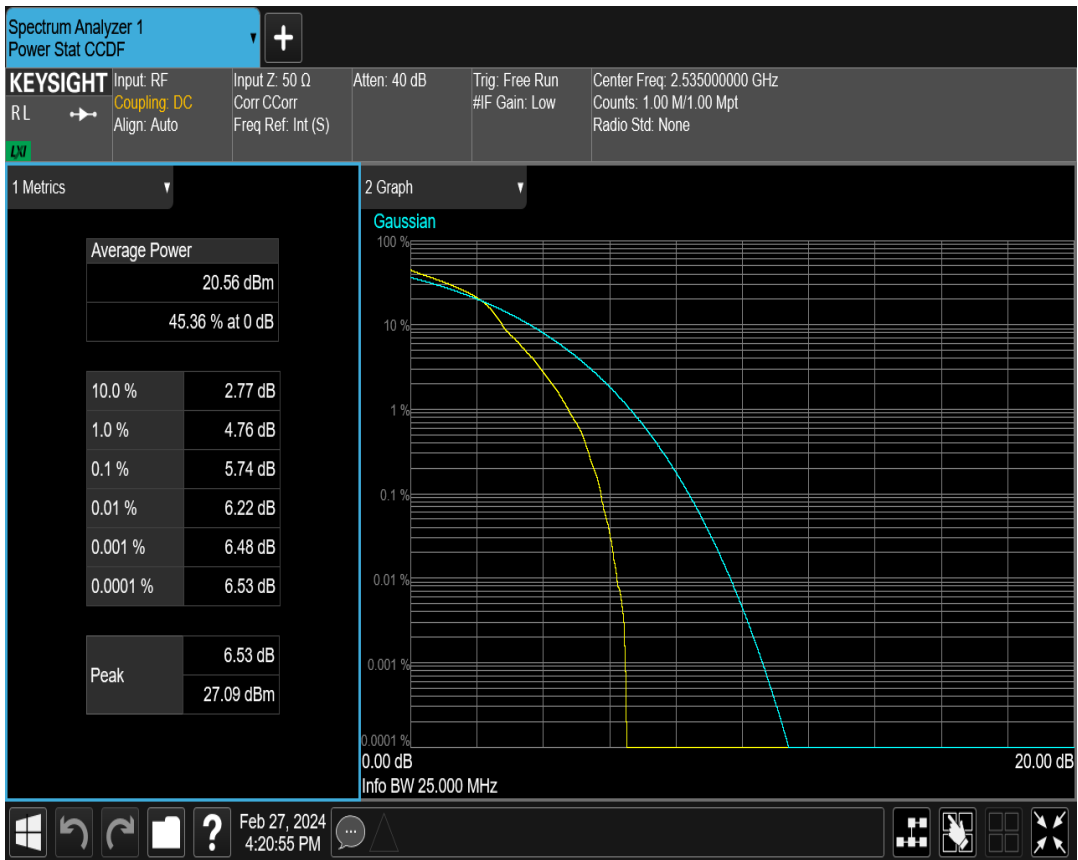 Spectrum Analyzer 1
Power Stat CCDF
+
KEYSIGHT
RL
LXI
Input: RF
Coupling: DC
Align: Auto
Input Z: 50 Ω
Corr CCorr
Freq Ref: Int (S)
Atten: 40 dB
Trig: Free Run
#IF Gain: Low
Center Freq: 2.535000000 GHz
Counts: 1.00 M/1.00 Mpt
Radio Std: None
1 Metrics
Average Power
20.56 dBm
45.36 % at 0 dB
10.0 % 2.77 dB
1.0 % 4.76 dB
0.1 % 5.74 dB
0.01 % 6.22 dB
0.001 % 6.48 dB
0.0001 % 6.53 dB
Peak
6.53 dB
27.09 dBm
2 Graph
Gaussian
100 %
10 %
1 %
0.1 %
0.01 %
0.001 %
0.0001 %
0.00 dB 20.00 dB
Info BW 25.000 MHz
?
Feb 27, 2024
4:20:55 PM